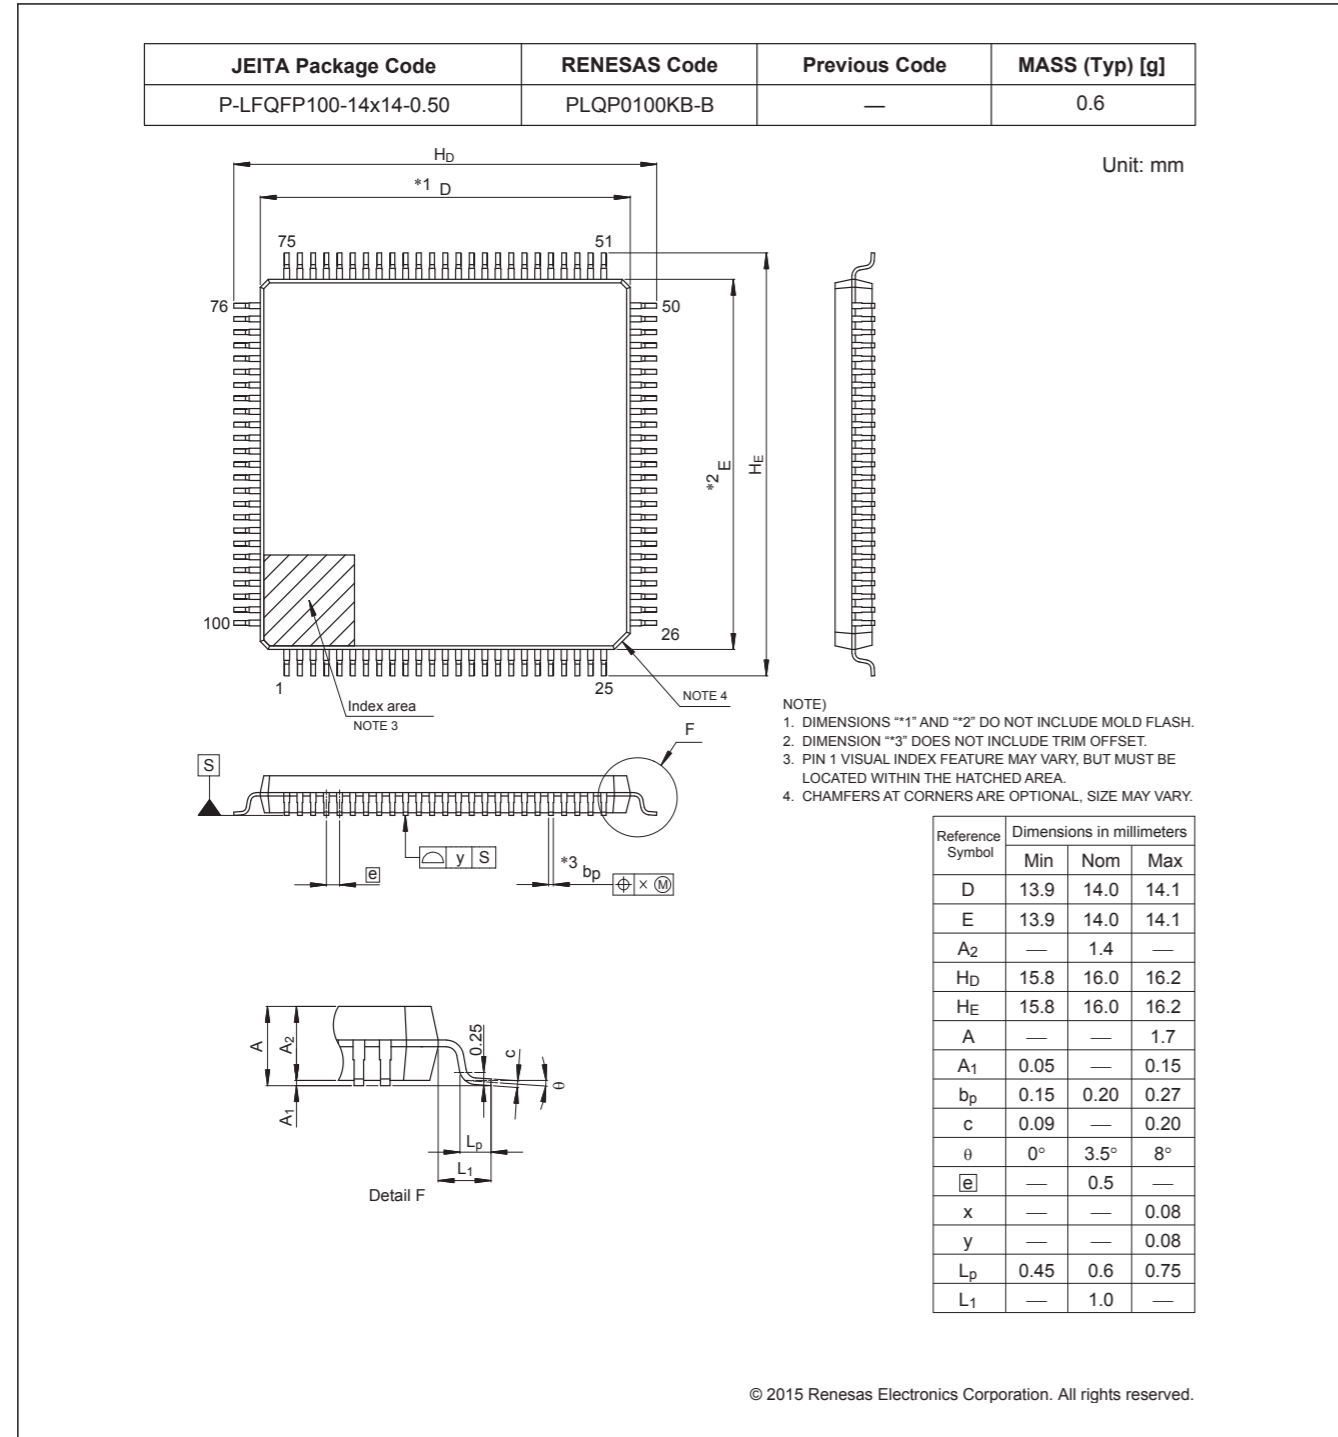 JEITA Package Code RENESAS Code Previous Code MASS (Typ) [g]
P-LFQFP100-14x14-0.50 PLQP0100KB-B — 0.6
Unit: mm
HD
*1 D
75 51
76 50
*2 E
HE
100 26
1 25
Index area
NOTE 3
NOTE 4
NOTE)
1. DIMENSIONS “*1” AND “*2” DO NOT INCLUDE MOLD FLASH.
2. DIMENSION “*3” DOES NOT INCLUDE TRIM OFFSET.
3. PIN 1 VISUAL INDEX FEATURE MAY VARY, BUT MUST BE
LOCATED WITHIN THE HATCHED AREA.
4. CHAMFERS AT CORNERS ARE OPTIONAL, SIZE MAY VARY.
F
S
y S
e
*3 bp
× Ⓜ
A
A2
A1
0.25
c
θ
Lp
L1
Detail F
Reference Symbol Dimensions in millimeters
Min Nom Max
D 13.9 14.0 14.1
E 13.9 14.0 14.1
A2 — 1.4 —
HD 15.8 16.0 16.2
HE 15.8 16.0 16.2
A — — 1.7
A1 0.05 — 0.15
bp 0.15 0.20 0.27
c 0.09 — 0.20
θ 0° 3.5° 8°
e — 0.5 —
x — — 0.08
y — — 0.08
Lp 0.45 0.6 0.75
L1 — 1.0 —
© 2015 Renesas Electronics Corporation. All rights reserved.